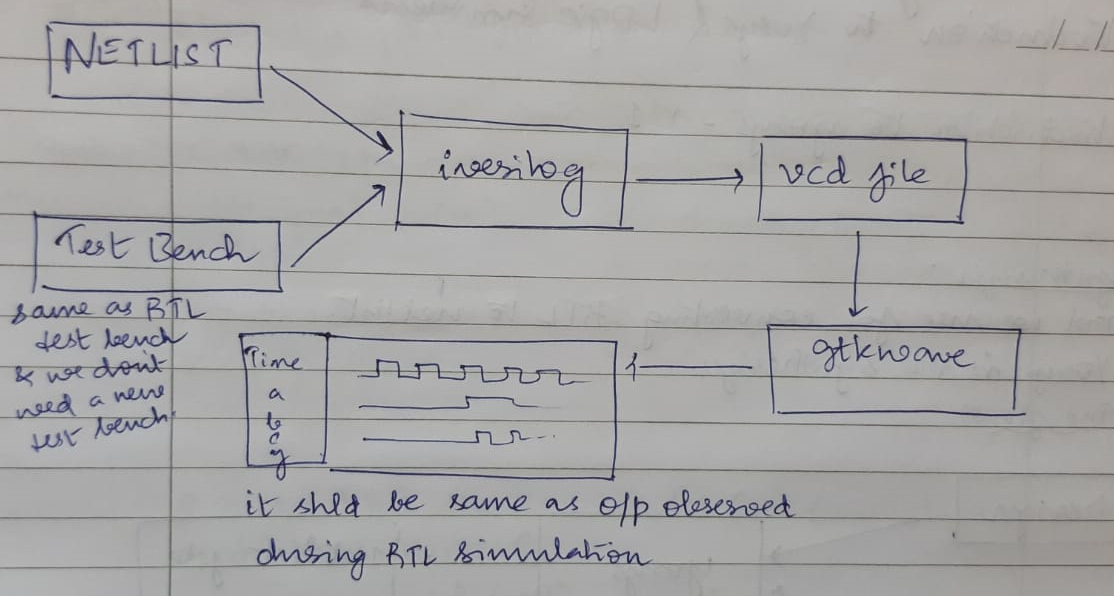 NETLIST
iverilog
vcd file
Test Bench
same as RTL
test bench
& we don't
need a new
test bench
gtkwave
Time
a
b
c
y
it shld be same as o/p observed
during RTL simulation